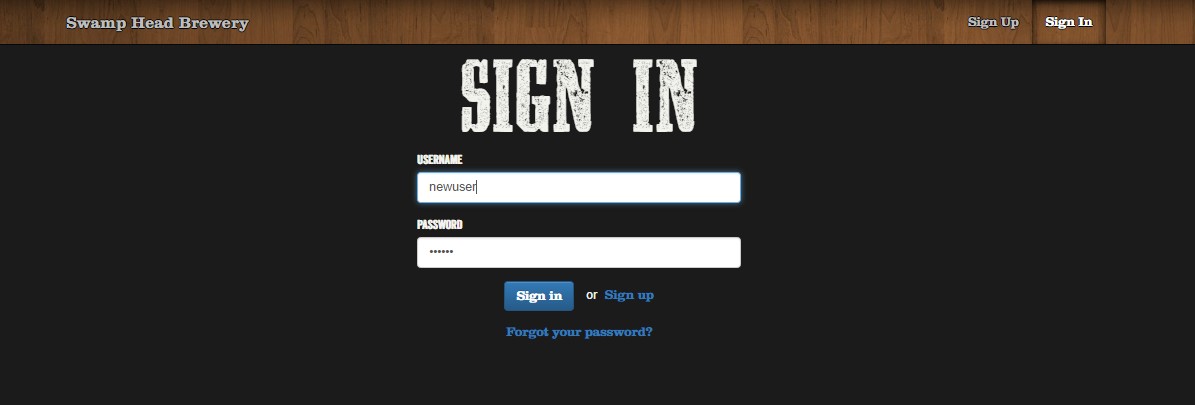 Swamp Head Brewery Sign Up Sign In
SIGN IN
USERNAME
newuser
PASSWORD
••••••
Sign in or Sign up
Forgot your password?